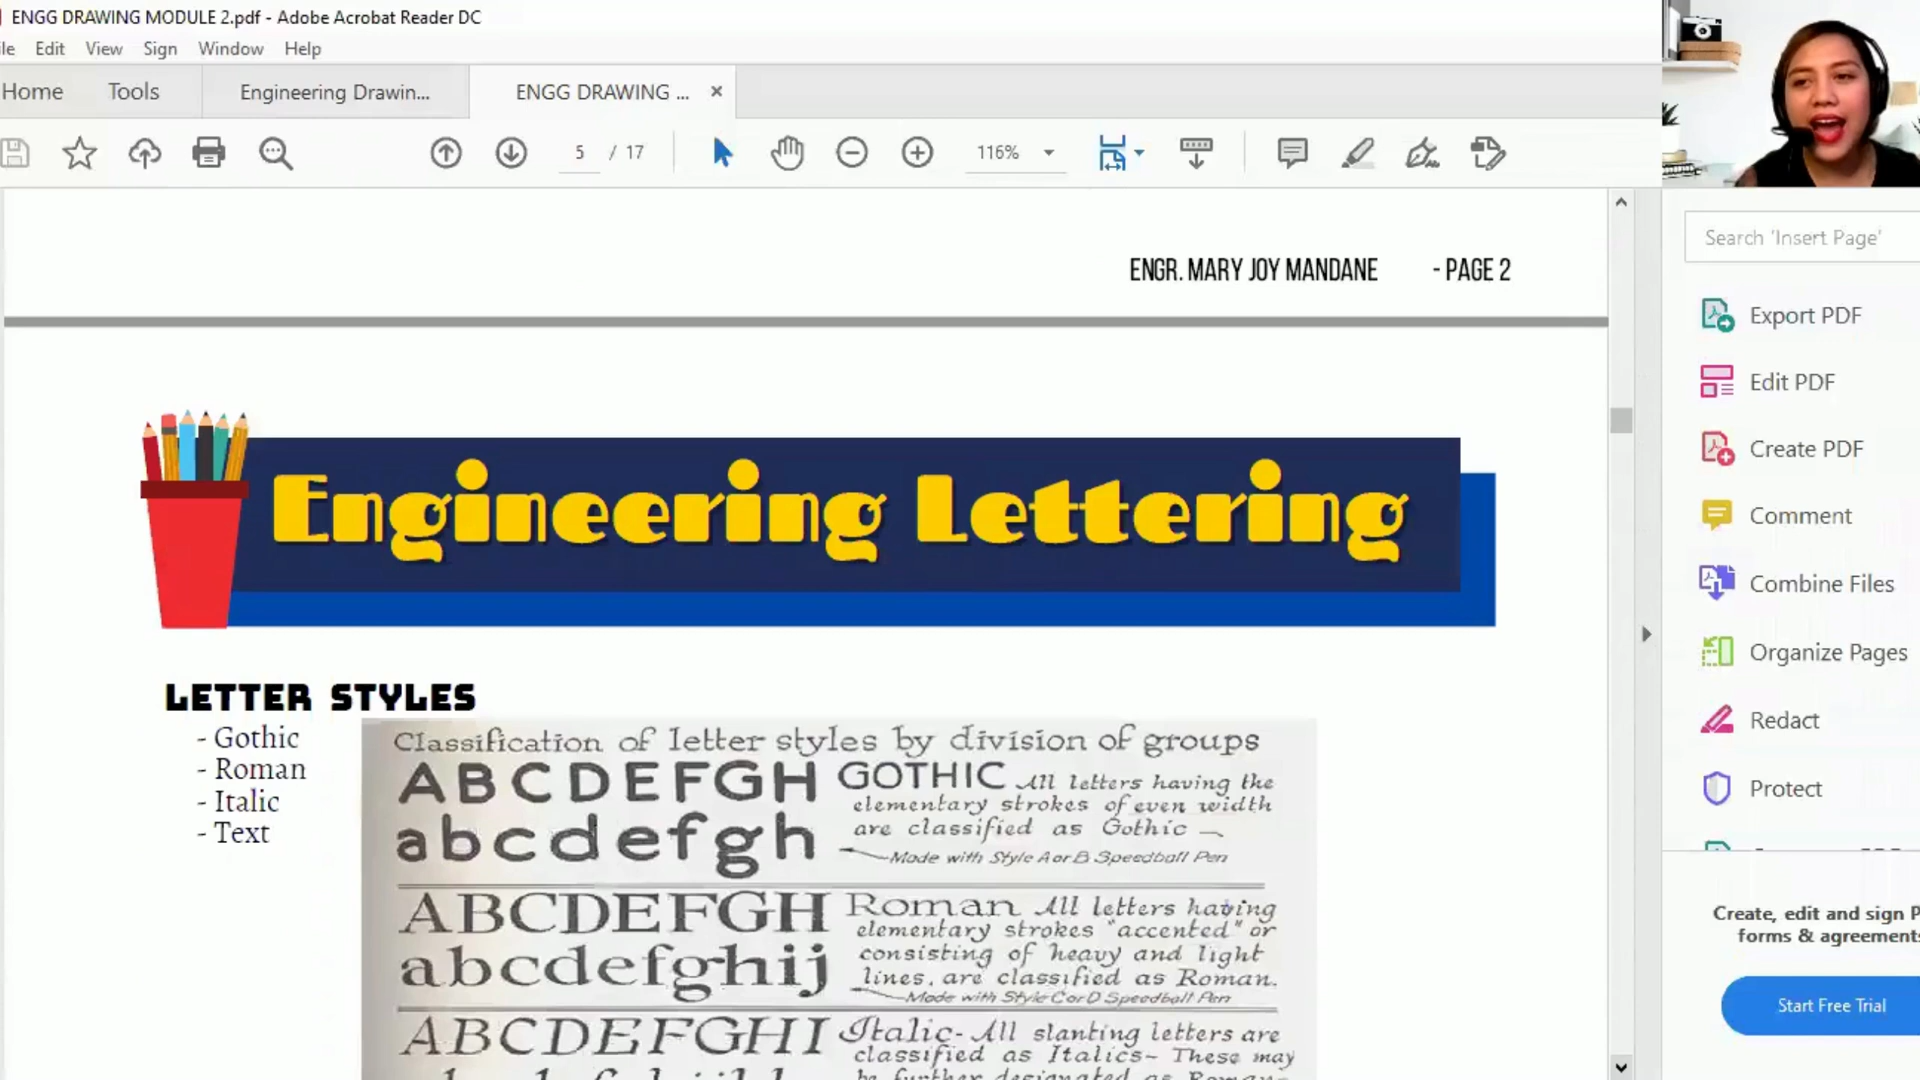 ENGG DRAWING MODULE 2.pdf - Adobe Acrobat Reader DC
Edit View Sign Window Help
Home Tools Engineering Drawin... ENGG DRAWING ... ×
5 / 17 116%
ENGR. MARY JOY MANDANE - PAGE 2
Engineering Lettering
LETTER STYLES
- Gothic
- Roman
- Italic
- Text
Classification of letter styles by division of groups
ABCDEFGH GOTHIC All letters having the
elementary strokes of even width
abcdefgh are classified as Gothic
Made with Style A or B Speedball Pen
ABCDEFGH Roman All letters having
elementary strokes "accented" or
abcdefghij consisting of heavy and light
lines, are classified as Roman.
Made with Style C or D Speedball Pen
ABCDEFGHI Italic- All slanting letters are
classified as Italics~ These may
be further designated as Roman-
Search 'Insert Page'
Export PDF
Edit PDF
Create PDF
Comment
Combine Files
Organize Pages
Redact
Protect
Create, edit and sign P
forms & agreements
Start Free Trial